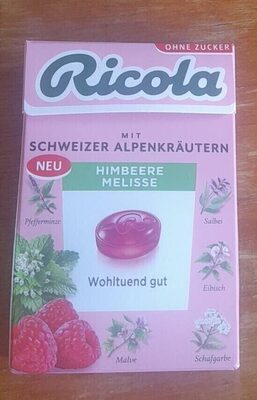 OHNE ZUCKER
Ricola
MIT
SCHWEIZER ALPENKRÄUTERN
NEU
HIMBEERE
MELISSE
Pfefferminze
Salbei
Wohltuend gut
Eibisch
Malve
Schafgarbe